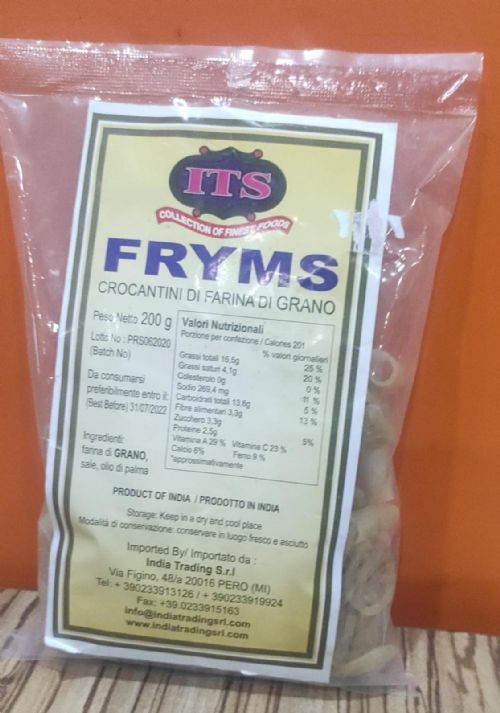 ITS
COLLECTION OF FINEST FOODS
FRYMS
CROCANTINI DI FARINA DI GRANO
Peso Netto 200 g
Lotto No : PRS062020
(Batch No)
Da consumarsi
preferibilmente entro il:
(Best Before) 31/07/2022
Ingredienti:
farina di GRANO,
sale, olio di palma
Valori Nutrizionali
Porzione per confezione / Calories 201
% valori giornalieri
Grassi totali 16,5g 25 %
Grassi saturi 4,1g 20 %
Colesterolo 0g 0 %
Sodio 269,4 mg 11 %
Carboidrati totali 13,6g 5 %
Fibre alimentari 3,3g 13 %
Zucchero 3,3g
Proteine 2,5g 5%
Vitamina A 29 % Vitamina C 23 %
Calcio 6% Ferro 9 %
*approssimativamente
PRODUCT OF INDIA / PRODOTTO IN INDIA
Storage: Keep in a dry and cool place
Modalità di conservazione: conservare in luogo fresco e asciutto
Imported By/ Importato da :
India Trading S.r.l
Via Figino, 48/a 20016 PERO (MI)
Tel: + 390233913126 / + 390233919924
Fax: +39.0233915163
info@indiatradingsrl.com
www.indiatradingsrl.com